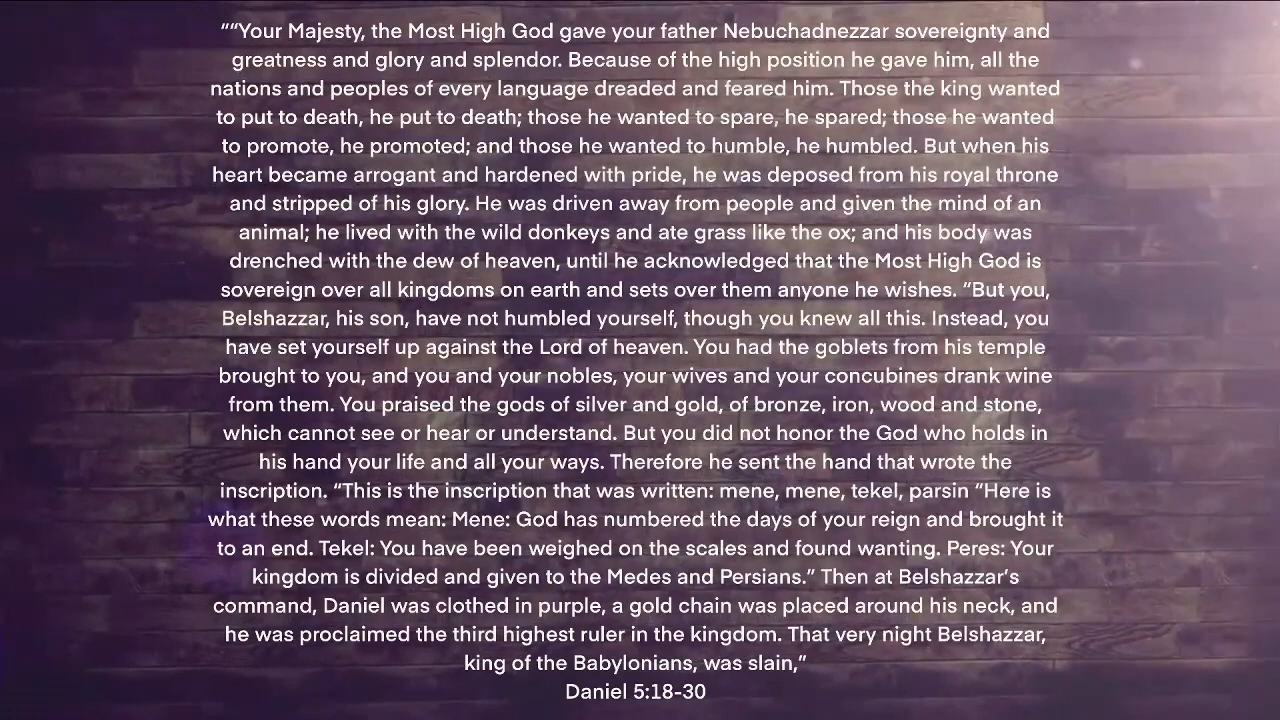 ““Your Majesty, the Most High God gave your father Nebuchadnezzar sovereignty and
greatness and glory and splendor. Because of the high position he gave him, all the
nations and peoples of every language dreaded and feared him. Those the king wanted
to put to death, he put to death; those he wanted to spare, he spared; those he wanted
to promote, he promoted; and those he wanted to humble, he humbled. But when his
heart became arrogant and hardened with pride, he was deposed from his royal throne
and stripped of his glory. He was driven away from people and given the mind of an
animal; he lived with the wild donkeys and ate grass like the ox; and his body was
drenched with the dew of heaven, until he acknowledged that the Most High God is
sovereign over all kingdoms on earth and sets over them anyone he wishes. “But you,
Belshazzar, his son, have not humbled yourself, though you knew all this. Instead, you
have set yourself up against the Lord of heaven. You had the goblets from his temple
brought to you, and you and your nobles, your wives and your concubines drank wine
from them. You praised the gods of silver and gold, of bronze, iron, wood and stone,
which cannot see or hear or understand. But you did not honor the God who holds in
his hand your life and all your ways. Therefore he sent the hand that wrote the
inscription. “This is the inscription that was written: mene, mene, tekel, parsin “Here is
what these words mean: Mene: God has numbered the days of your reign and brought it
to an end. Tekel: You have been weighed on the scales and found wanting. Peres: Your
kingdom is divided and given to the Medes and Persians.” Then at Belshazzar’s
command, Daniel was clothed in purple, a gold chain was placed around his neck, and
he was proclaimed the third highest ruler in the kingdom. That very night Belshazzar,
king of the Babylonians, was slain,”
Daniel 5:18-30